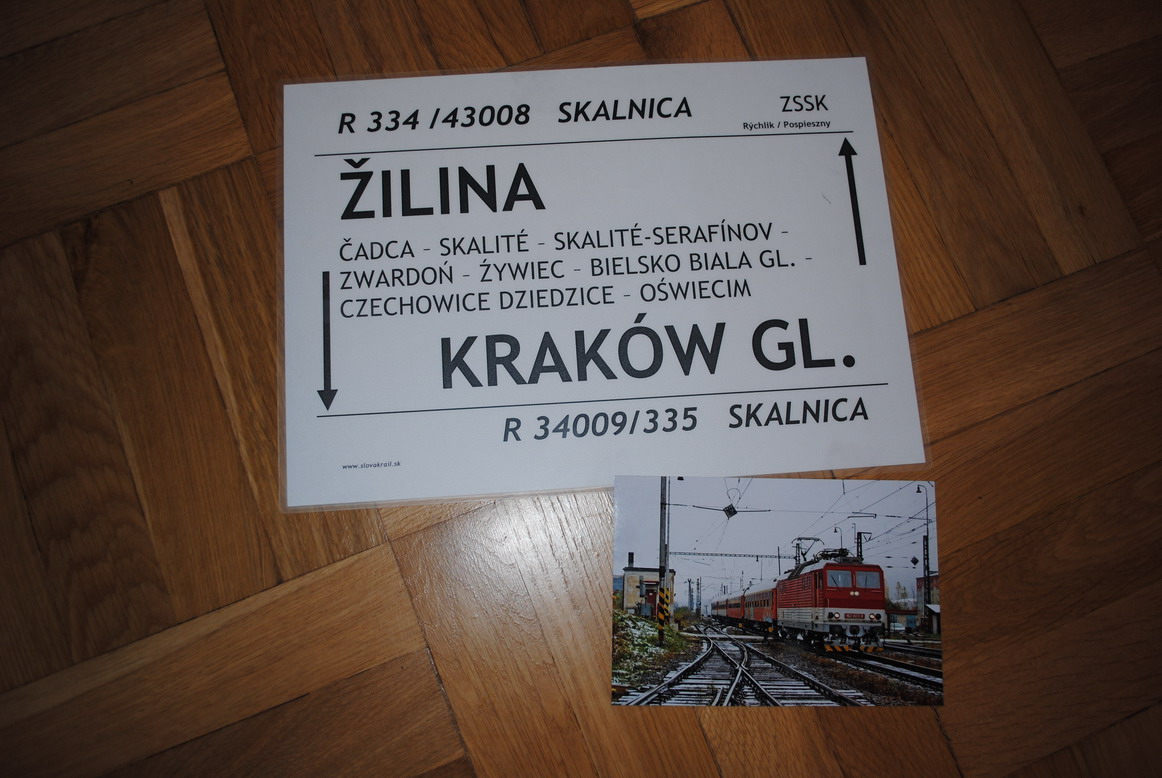 R 334 /43008 SKALNICA ZSSK
Rýchlik / Pospieszny
ŽILINA
ČADCA - SKALITÉ - SKALITÉ-SERAFÍNOV -
ZWARDOŃ - ŹYWIEC - BIELSKO BIALA GL. -
CZECHOWICE DZIEDZICE - OŚWIECIM
KRAKÓW GL.
R 34009/335 SKALNICA
www.slovakrail.sk